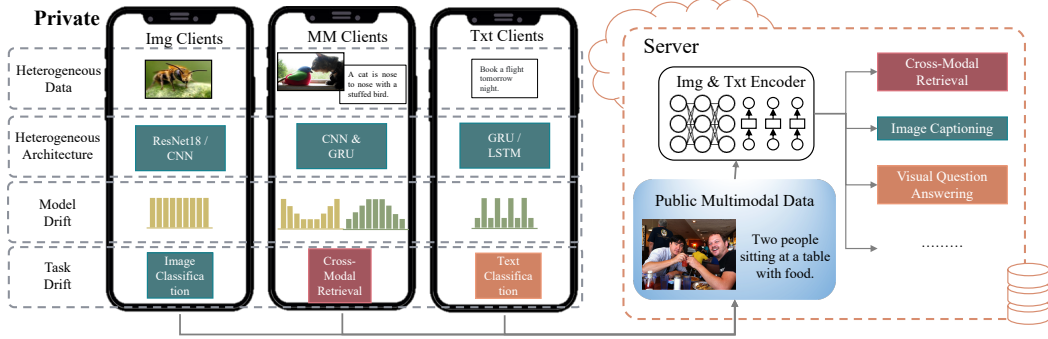 Private
Img Clients
MM Clients
Txt Clients
Heterogeneous
Data
A cat is nose
to nose with a
stuffed bird.
Book a flight
tomorrow
night.
Heterogeneous
Architecture
ResNet18 /
CNN
CNN &
GRU
GRU /
LSTM
Model
Drift
Task
Drift
Image
Classifica
tion
Cross-
Modal
Retrieval
Text
Classifica
tion
Server
Img & Txt Encoder
Public Multimodal Data
Two people
sitting at a table
with food.
Cross-Modal
Retrieval
Image Captioning
Visual Question
Answering
………